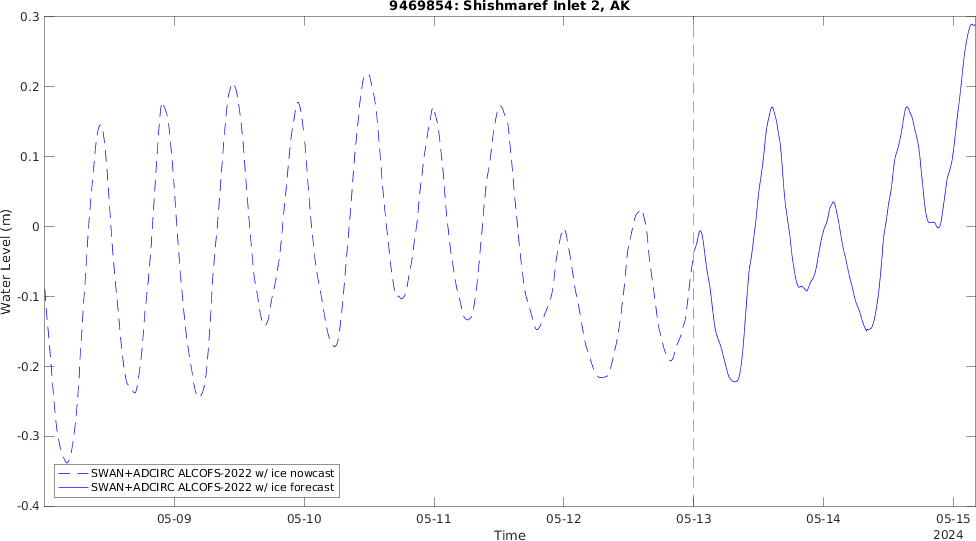 9469854: Shishmaref Inlet 2, AK
Water Level (m)
0.3
0.2
0.1
0
-0.1
-0.2
-0.3
-0.4
SWAN+ADCIRC ALCOFS-2022 w/ ice nowcast
SWAN+ADCIRC ALCOFS-2022 w/ ice forecast
05-09 05-10 05-11 05-12 05-13 05-14 05-15
Time 2024